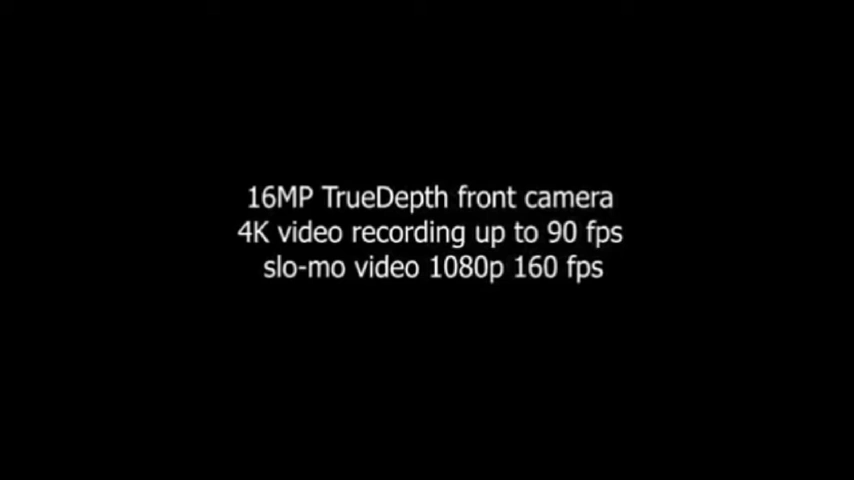 16MP TrueDepth front camera
4K video recording up to 90 fps
slo-mo video 1080p 160 fps